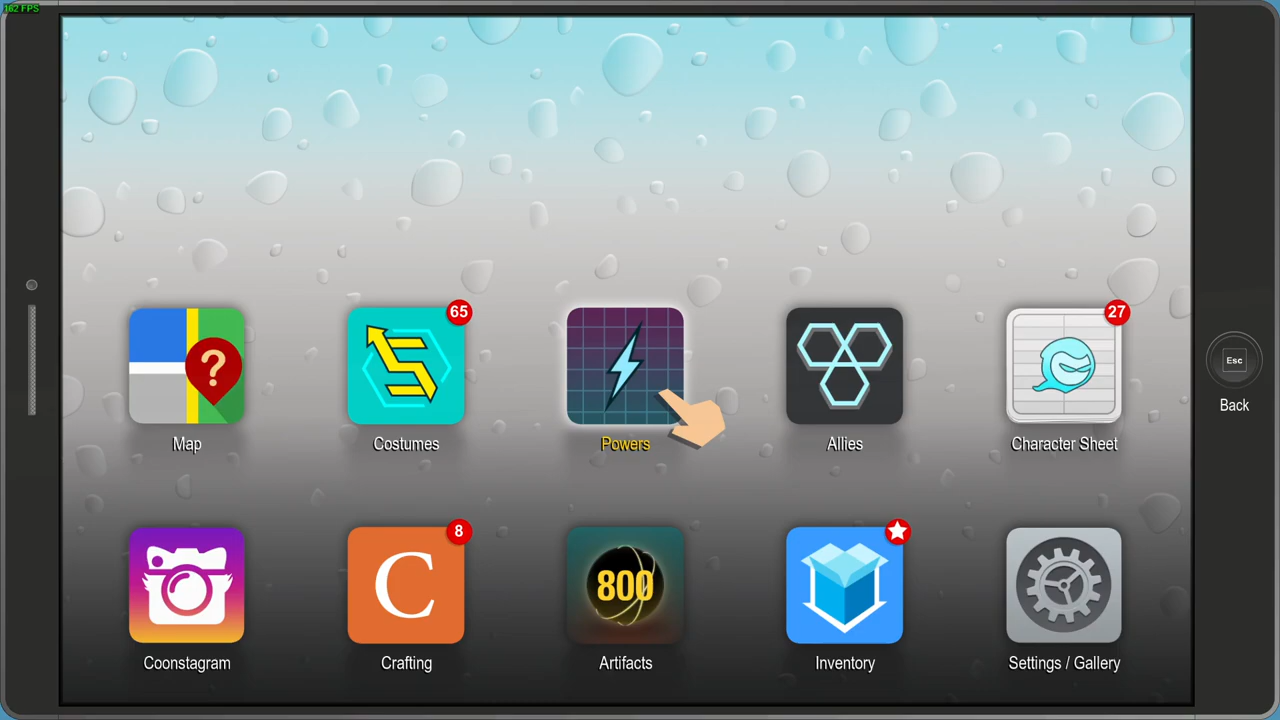 162 FPS
65
27
?
Esc
Back
Map
Costumes
Powers
Allies
Character Sheet
8
C
800
Coonstagram
Crafting
Artifacts
Inventory
Settings / Gallery